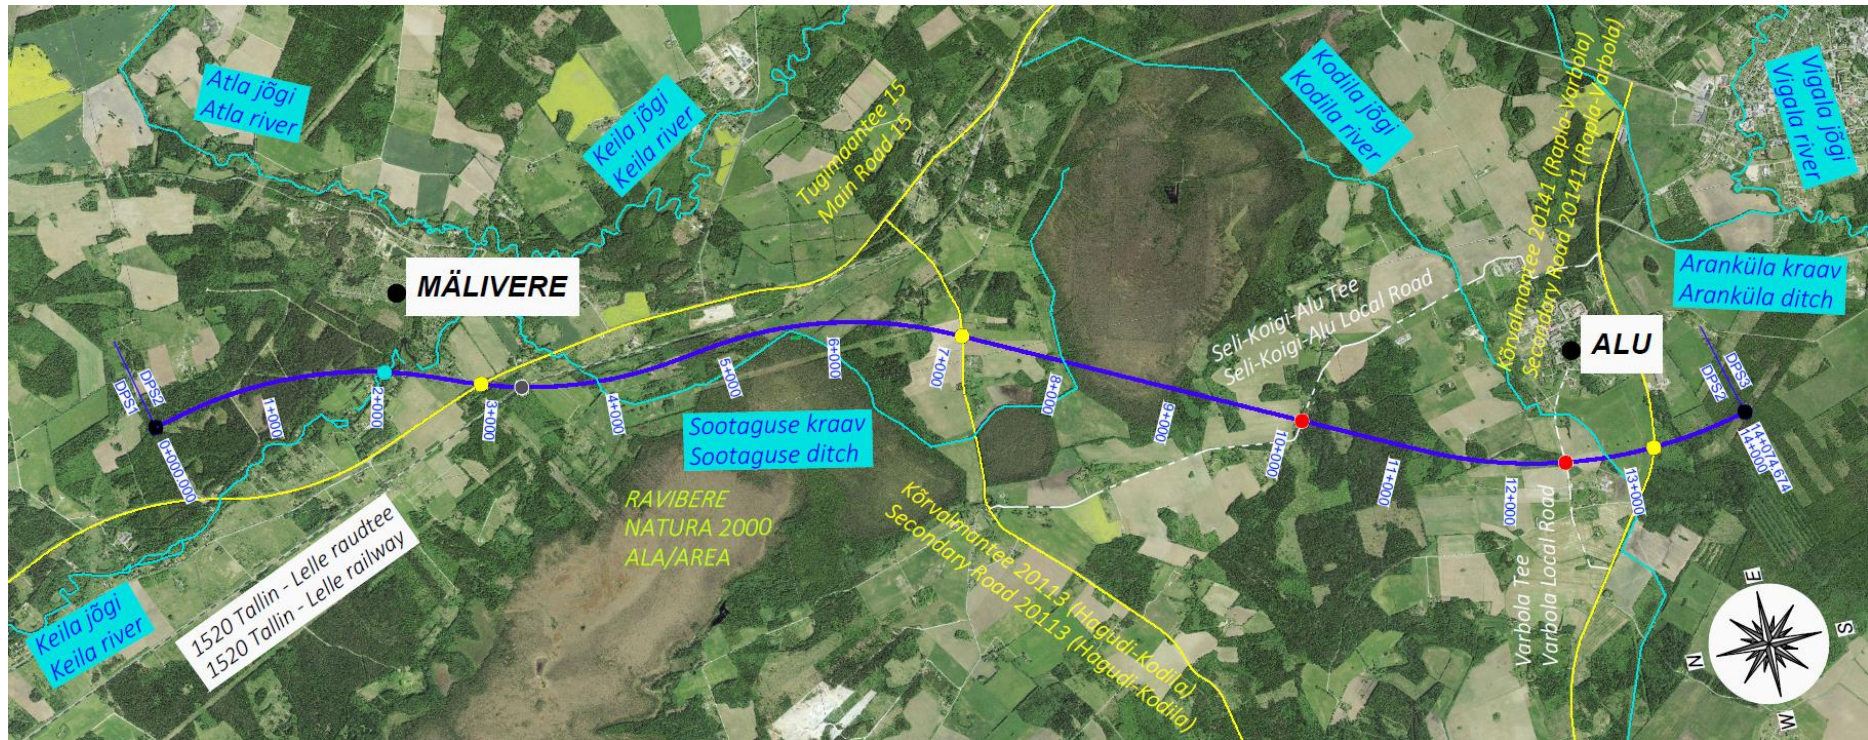 Atla jõgi
Atla river
Keila jõgi
Keila river
Tugimaantee 15
Main Road 15
Kodila jõgi
Kodila river
Kõrvalmantee 20141 (Rapla-Varbola)
Secondary Road 20141 (Rapla-Varbola)
Vigala jõgi
Vigala river
MÄLIVERE
Seli-Koigi-Alu Tee
Seli-Koigi-Alu Local Road
Aranküla kraav
Aranküla ditch
ALU
DPS1
DPS2
0+000.000
1+000
2+000
3+000
4+000
5+000
6+000
7+000
8+000
9+000
10+000
11+000
12+000
13+000
14+000
14+074.674
DPS2
DPS3
Sootaguse kraav
Sootaguse ditch
RAVIBERE
NATURA 2000
ALA/AREA
Kõrvalmantee 20113 (Hagudi-Kodila)
Secondary Road 20113 (Hagudi-Kodila)
Varbola Tee
Varbola Local Road
1520 Tallin - Lelle raudtee
1520 Tallin - Lelle railway
Keila jõgi
Keila river
E
S
N
W